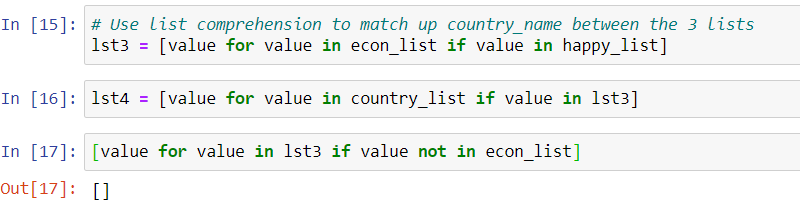 In [15]: # Use list comprehension to match up country_name between the 3 lists
lst3 = [value for value in econ_list if value in happy_list]
In [16]: lst4 = [value for value in country_list if value in lst3]
In [17]: [value for value in lst3 if value not in econ_list]
Out[17]: []